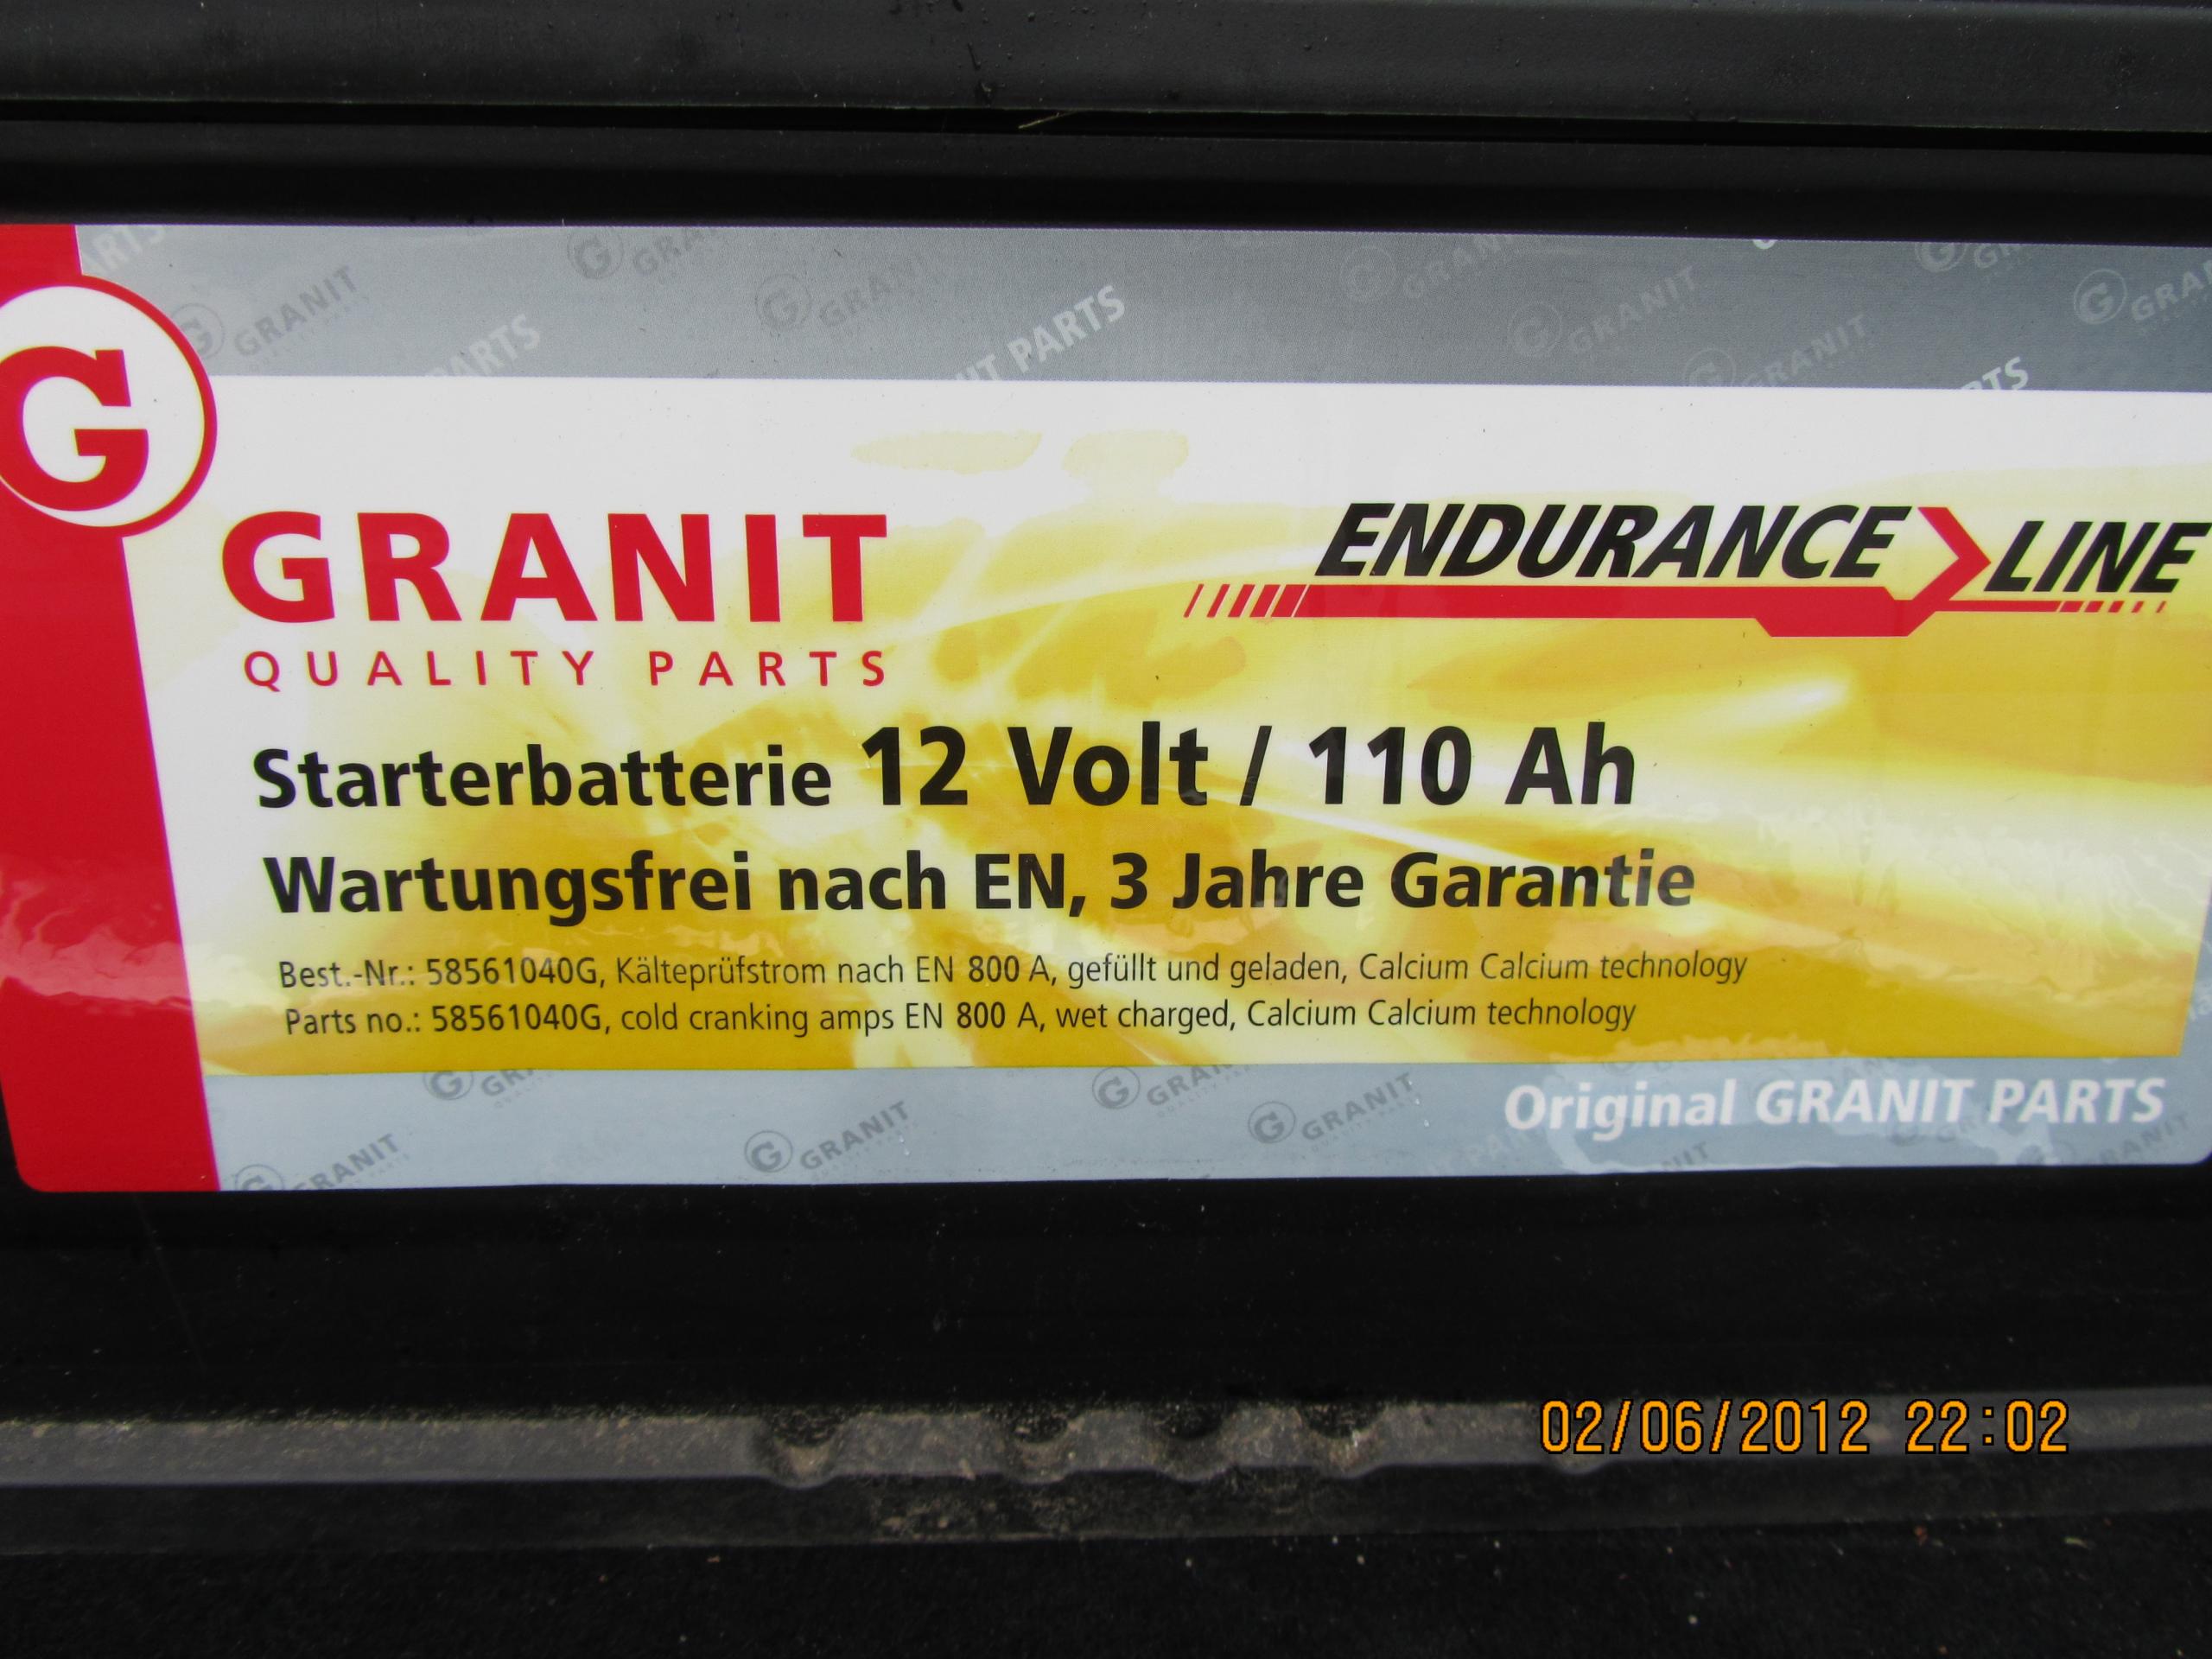 G
GRANIT
QUALITY PARTS
ENDURANCE LINE
Starterbatterie 12 Volt / 110 Ah
Wartungsfrei nach EN, 3 Jahre Garantie
Best.-Nr.: 58561040G, Kälteprüfstrom nach EN 800 A, gefüllt und geladen, Calcium Calcium technology
Parts no.: 58561040G, cold cranking amps EN 800 A, wet charged, Calcium Calcium technology
Original GRANIT PARTS
02/06/2012 22:02